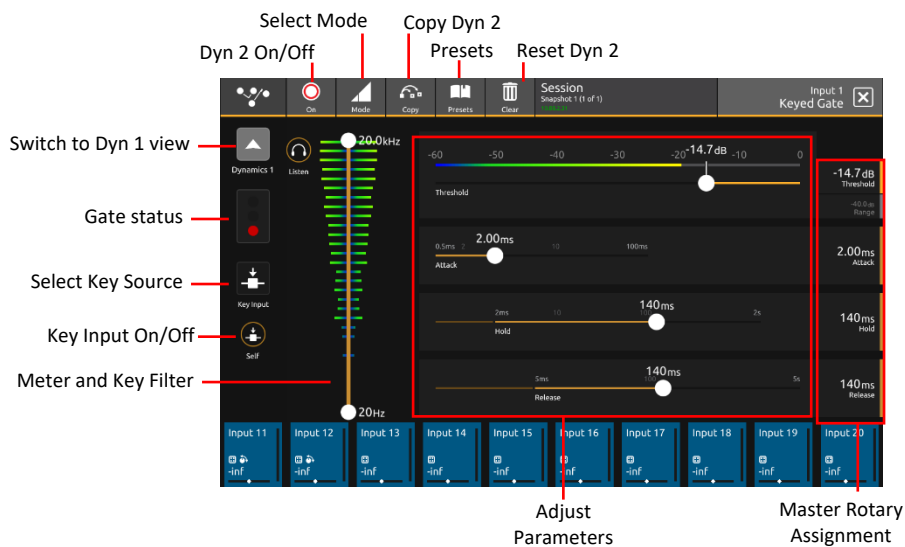 Select Mode
Copy Dyn 2
Dyn 2 On/Off
Presets
Reset Dyn 2
On
Mode
Copy
Presets
Clear
Session
Snapshot 1 (1 of 1)
Input 1
Keyed Gate
Switch to Dyn 1 view
Dynamics 1
Listen
20.0kHz
-60 -50 -40 -30 -20 -14.7dB -10 0
Threshold
-14.7dB
Threshold
-40.0dB
Range
Gate status
0.5ms 2 2.00ms 10 100ms
Attack
2.00ms
Attack
Select Key Source
Key Input
2ms 10 100 140ms 2s
Hold
140ms
Hold
Key Input On/Off
Self
Meter and Key Filter
5ms 100 140ms 5s
Release
140ms
Release
20Hz
Input 11 Input 12 Input 13 Input 14 Input 15 Input 16 Input 17 Input 18 Input 19 Input 20
-inf -inf -inf -inf -inf -inf -inf -inf -inf -inf
Adjust
Parameters
Master Rotary
Assignment